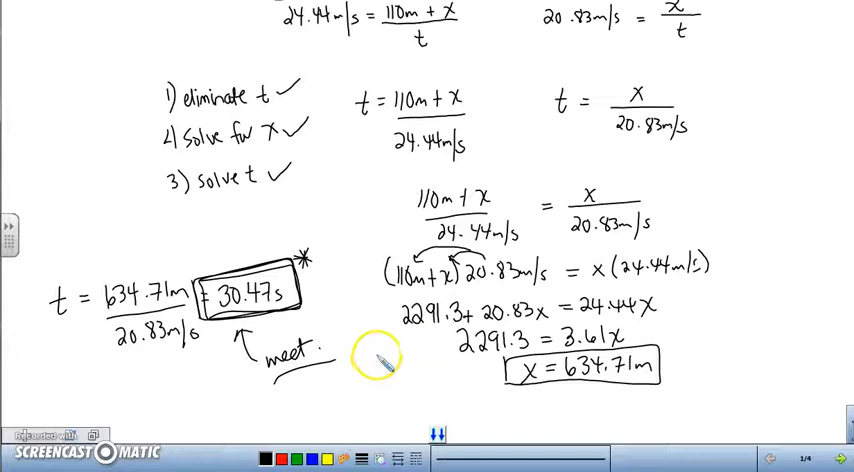 24.44m/s = 110m + x / t
20.83m/s = x / t
1) eliminate t ✓
2) Solve for x ✓
3) solve t ✓
t = 110m + x / 24.44m/s
t = x / 20.83m/s
110m + x / 24.44m/s = x / 20.83m/s
(110m + x) 20.83m/s = x (24.44m/s)
2291.3 + 20.83x = 24.44x
2291.3 = 3.61x
x = 634.71m
t = 634.71m / 20.83m/s = 30.47s *
meet.
Recorded with
SCREENCAST MATIC
1/4